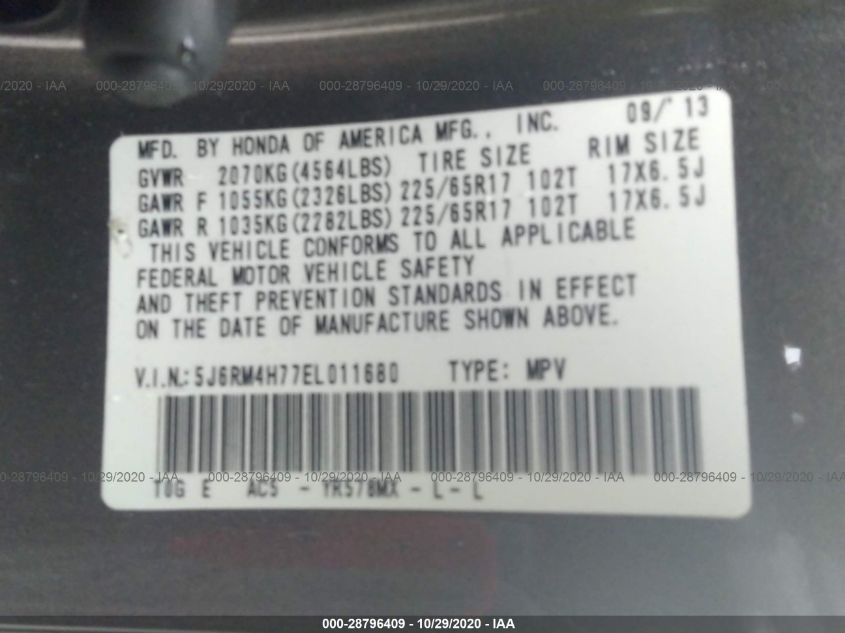 000-28796409 - 10/29/2020 - IAA
09/'13
MFD. BY HONDA OF AMERICA MFG., INC.
GVWR 2070KG(4564LBS) TIRE SIZE RIM SIZE
GAWR F 1055KG(2326LBS) 225/65R17 102T 17X6.5J
GAWR R 1035KG(2282LBS) 225/65R17 102T 17X6.5J
THIS VEHICLE CONFORMS TO ALL APPLICABLE
FEDERAL MOTOR VEHICLE SAFETY
AND THEFT PREVENTION STANDARDS IN EFFECT
ON THE DATE OF MANUFACTURE SHOWN ABOVE.
V.I.N.: 5J6RM4H77EL011680 TYPE: MPV
000-28796409 - 10/29/2020 - IAA
T0G E AC5 - YR578MX - L - L
000-28796409 - 10/29/2020 - IAA